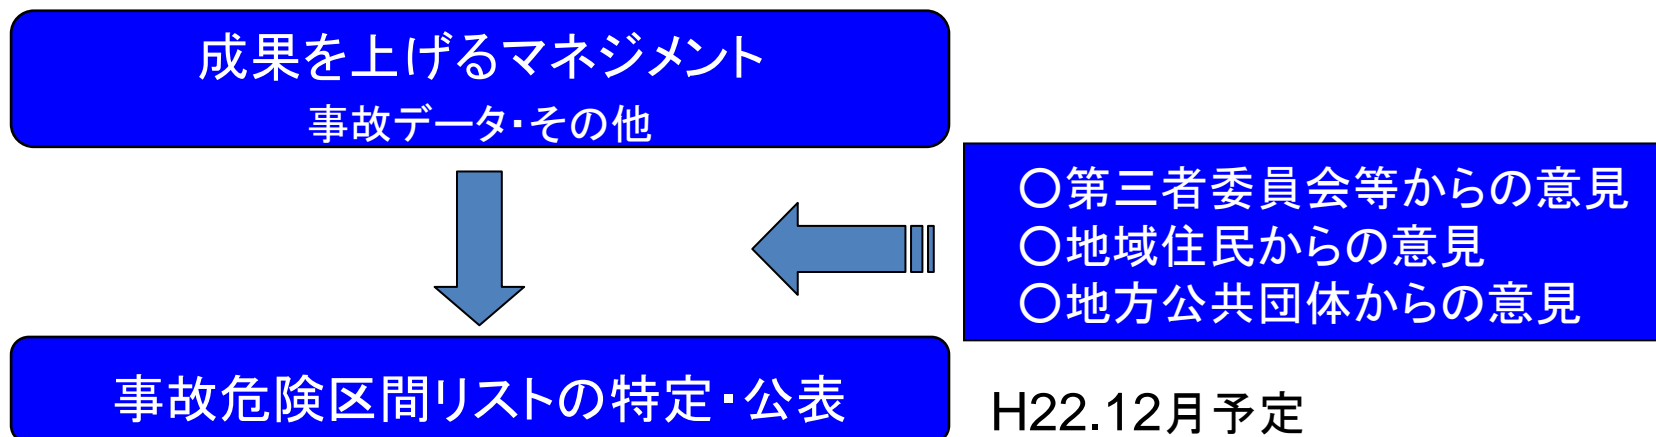 成果を上げるマネジメント
事故データ・その他
〇第三者委員会等からの意見
〇地域住民からの意見
〇地方公共団体からの意見
事故危険区間リストの特定・公表
H22.12月予定